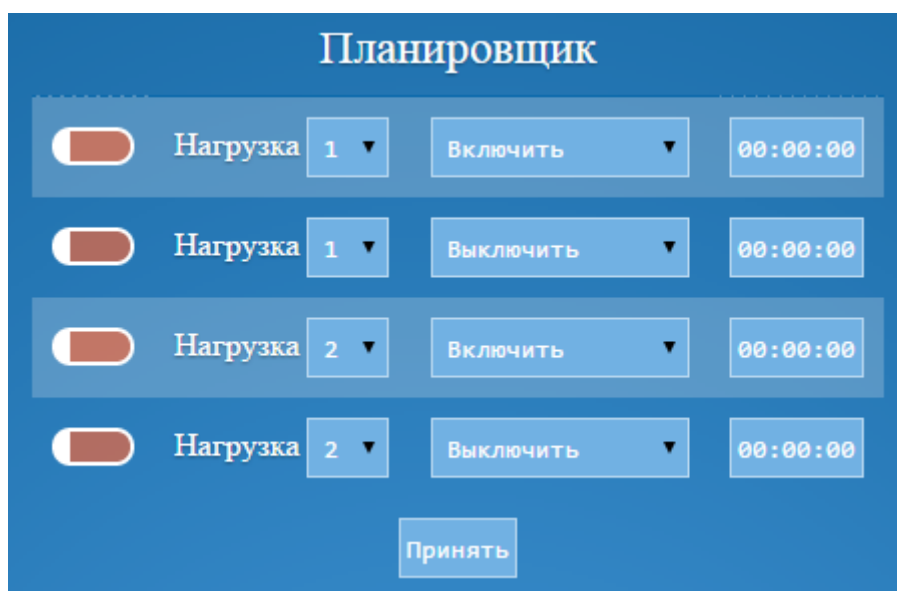 Планировщик
Нагрузка 1 Включить 00:00:00
Нагрузка 1 Выключить 00:00:00
Нагрузка 2 Включить 00:00:00
Нагрузка 2 Выключить 00:00:00
Принять